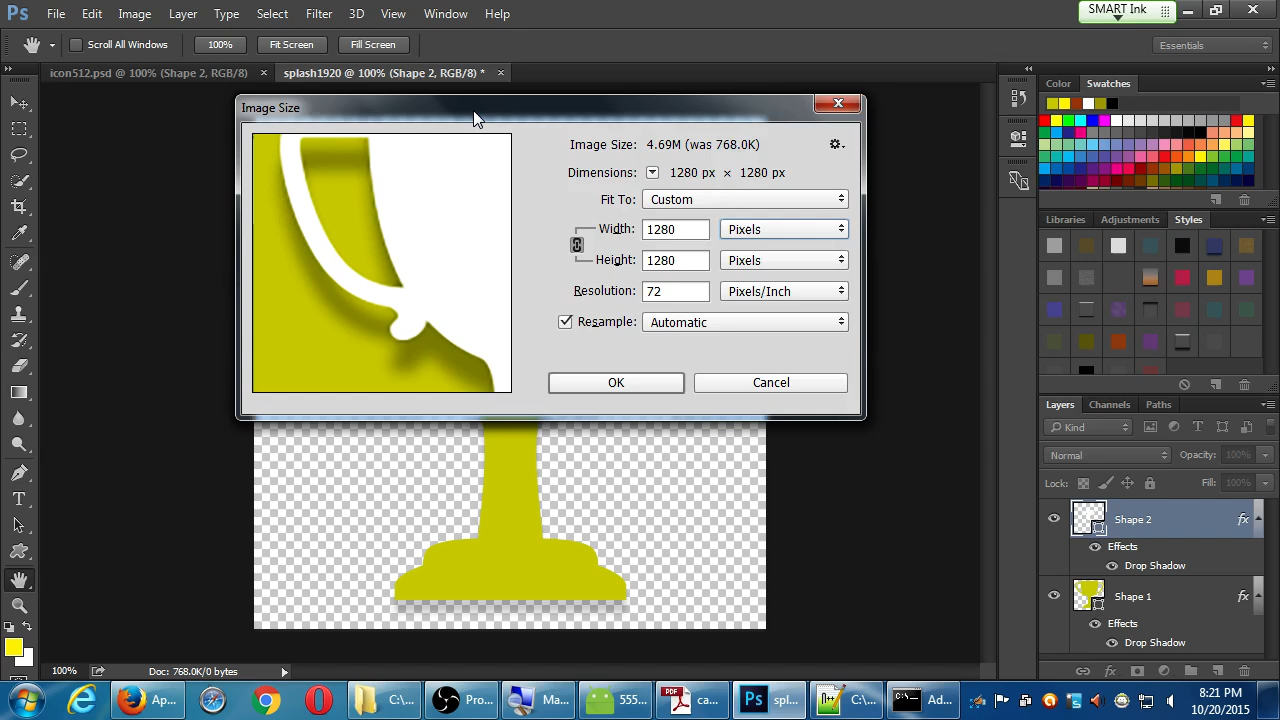 Ps File Edit Image Layer Type Select Filter 3D View Window Help
SMART Ink
Scroll All Windows 100% Fit Screen Fill Screen Essentials
icon512.psd @ 100% (Shape 2, RGB/8) × splash1920 @ 100% (Shape 2, RGB/8) * ×
Color Swatches
Image Size
Image Size: 4.69M (was 768.0K)
Dimensions: 1280 px × 1280 px
Fit To: Custom
Width: 1280 Pixels
Height: 1280 Pixels
Resolution: 72 Pixels/Inch
Resample: Automatic
OK Cancel
Libraries Adjustments Styles
Layers Channels Paths
Kind
Normal Opacity: 100%
Lock: Fill: 100%
Shape 2 fx
Effects
Drop Shadow
Shape 1 fx
Effects
Drop Shadow
100% Doc: 768.0K/0 bytes
Ap... C:\... Pro... Ma... 555... PDF ca... Ps spl... C:\... Ad...
8:21 PM
10/20/2015